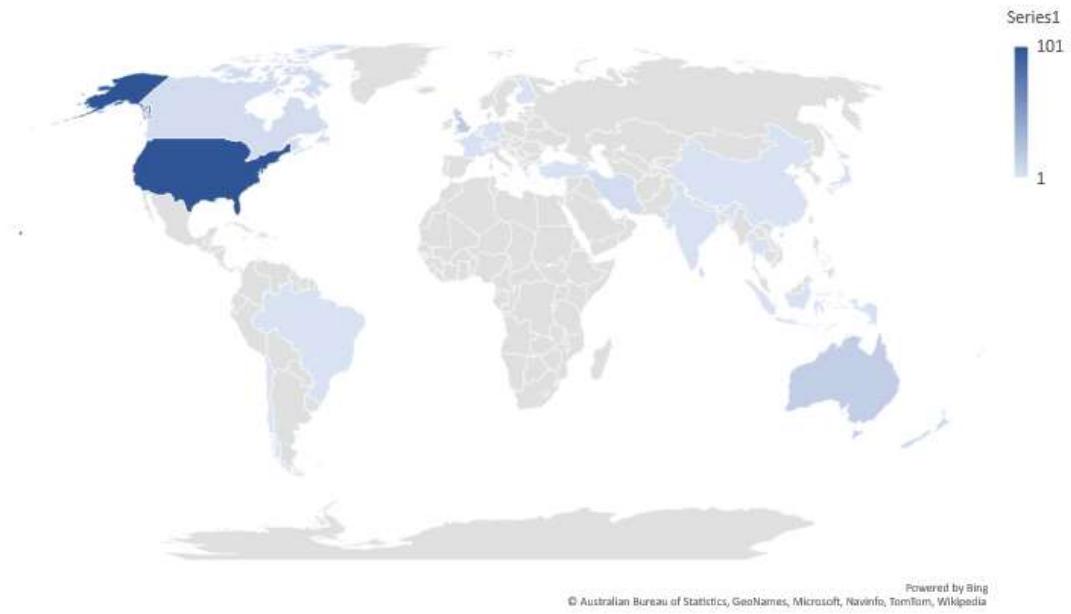 Series1
101
1
Powered by Bing
© Australian Bureau of Statistics, GeoNames, Microsoft, Navinfo, TomTom, Wikipedia